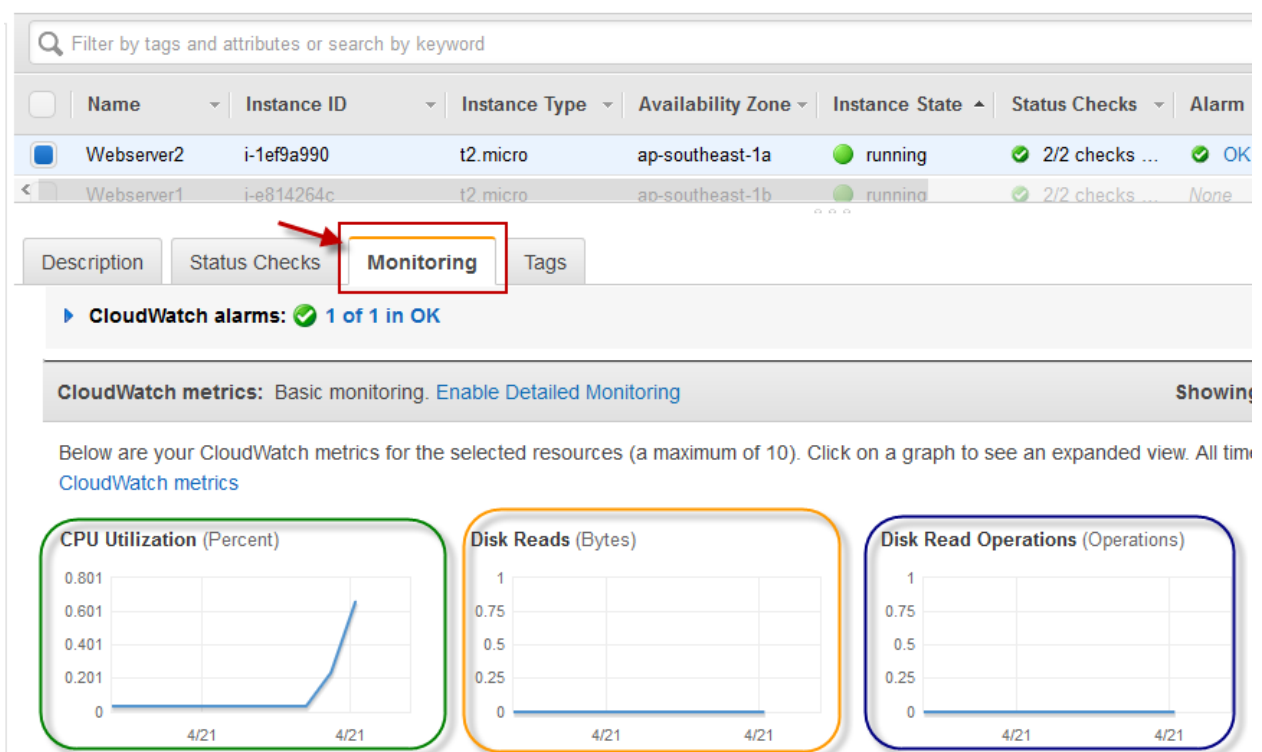 Filter by tags and attributes or search by keyword
Name Instance ID Instance Type Availability Zone Instance State Status Checks Alarm
Webserver2 i-1ef9a990 t2.micro ap-southeast-1a running 2/2 checks ... OK
Webserver1 i-e814264c t2.micro ap-southeast-1b running 2/2 checks ... None
Description Status Checks Monitoring Tags
CloudWatch alarms: 1 of 1 in OK
CloudWatch metrics: Basic monitoring. Enable Detailed Monitoring Showing
Below are your CloudWatch metrics for the selected resources (a maximum of 10). Click on a graph to see an expanded view. All time
CloudWatch metrics
CPU Utilization (Percent) Disk Reads (Bytes) Disk Read Operations (Operations)
0.801 1 1
0.601 0.75 0.75
0.401 0.5 0.5
0.201 0.25 0.25
0 0 0
4/21 4/21 4/21 4/21 4/21 4/21